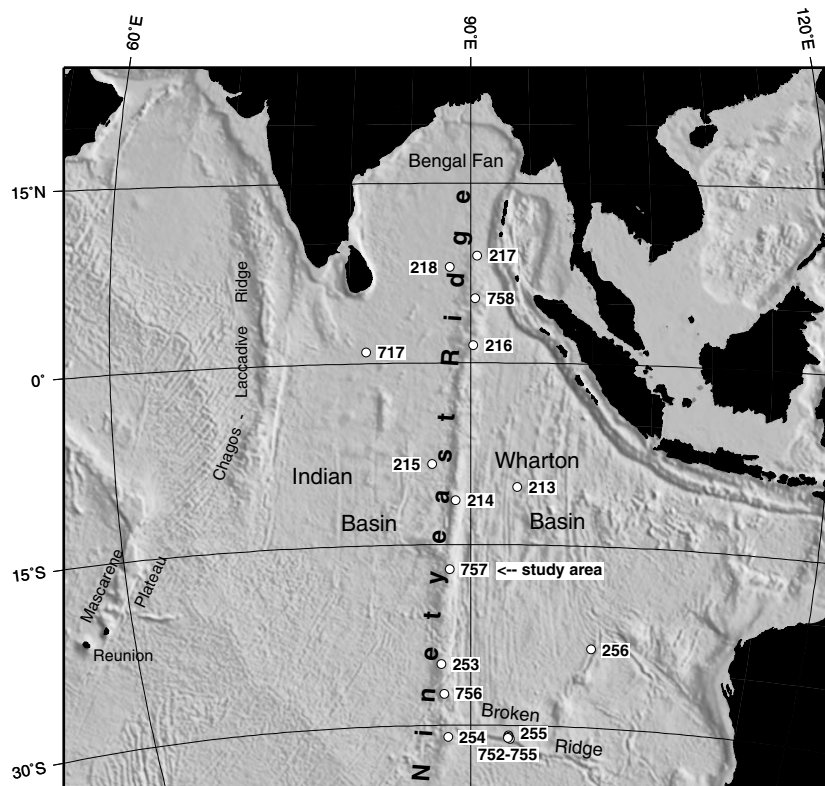 60°E
90°E
120°E
Bengal Fan
15°N
217
218
758
717
216
0°
Chagos - Laccadive Ridge
Ninetyeast Ridge
215
Indian
Basin
Wharton
Basin
213
214
15°S
757
<-- study area
Mascarene
Plateau
Reunion
256
253
756
Broken
Ridge
254
255
752-755
30°S